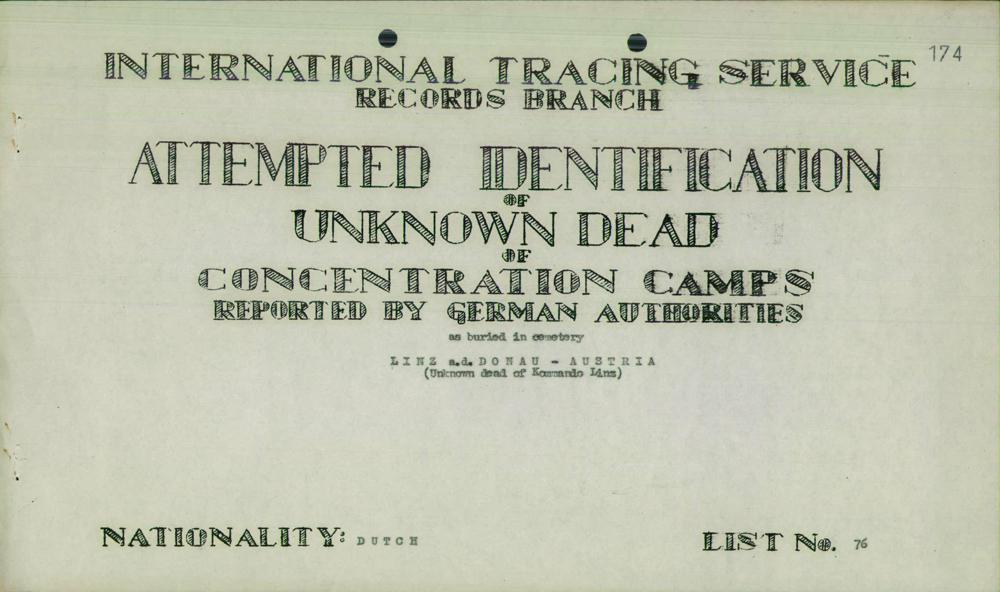 174
INTERNATIONAL TRACING SERVICE
RECORDS BRANCH
ATTEMPTED IDENTIFICATION
OF
UNKNOWN DEAD
OF
CONCENTRATION CAMPS
REPORTED BY GERMAN AUTHORITIES
as buried in cemetery
LINZ a.d. DONAU - AUSTRIA
(Unknown dead of Kommando Linz)
NATIONALITY: DUTCH
LIST No. 76